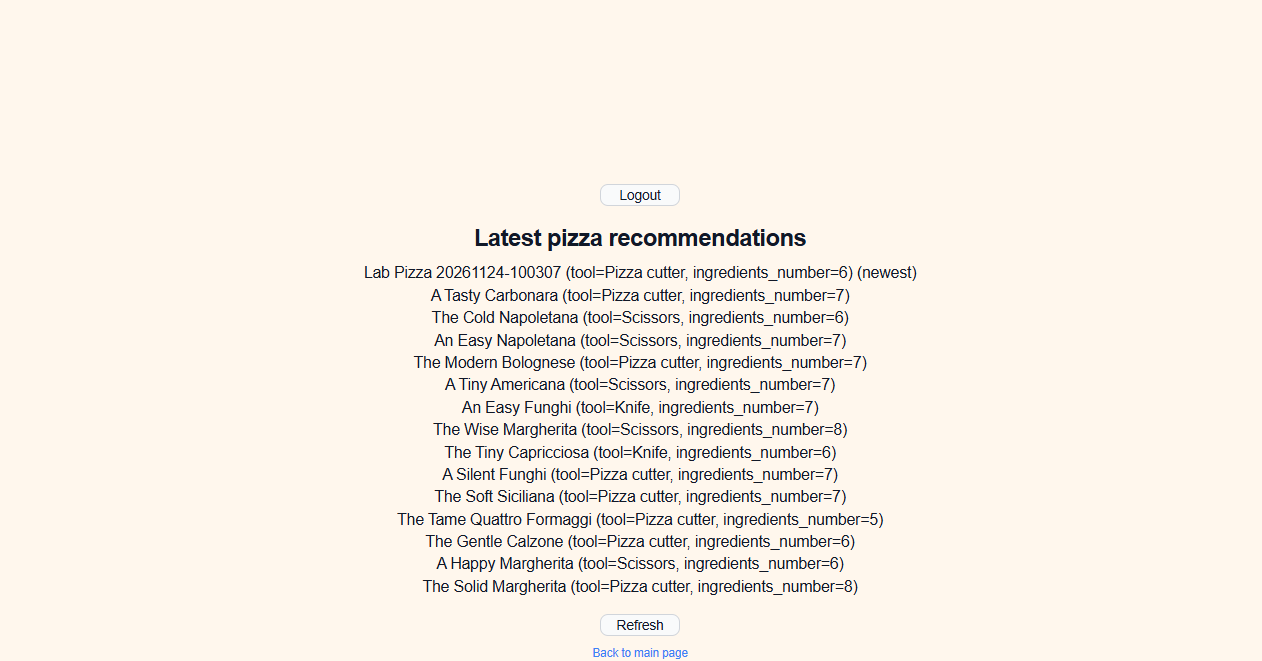 Logout
Latest pizza recommendations
Lab Pizza 20261124-100307 (tool=Pizza cutter, ingredients_number=6) (newest)
A Tasty Carbonara (tool=Pizza cutter, ingredients_number=7)
The Cold Napoletana (tool=Scissors, ingredients_number=6)
An Easy Napoletana (tool=Scissors, ingredients_number=7)
The Modern Bolognese (tool=Pizza cutter, ingredients_number=7)
A Tiny Americana (tool=Scissors, ingredients_number=7)
An Easy Funghi (tool=Knife, ingredients_number=7)
The Wise Margherita (tool=Scissors, ingredients_number=8)
The Tiny Capricciosa (tool=Knife, ingredients_number=6)
A Silent Funghi (tool=Pizza cutter, ingredients_number=7)
The Soft Siciliana (tool=Pizza cutter, ingredients_number=7)
The Tame Quattro Formaggi (tool=Pizza cutter, ingredients_number=5)
The Gentle Calzone (tool=Pizza cutter, ingredients_number=6)
A Happy Margherita (tool=Scissors, ingredients_number=6)
The Solid Margherita (tool=Pizza cutter, ingredients_number=8)
Refresh
Back to main page